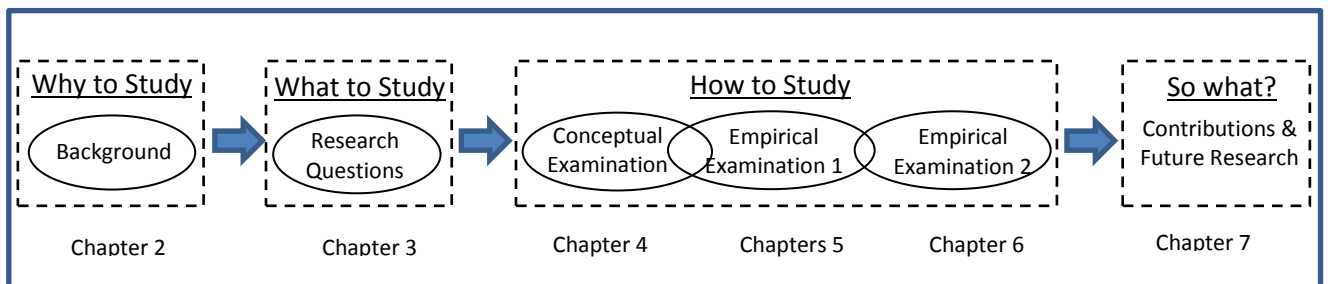 Why to Study
Background
Chapter 2
What to Study
Research
Questions
Chapter 3
How to Study
Conceptual
Examination
Empirical
Examination 1
Empirical
Examination 2
Chapter 4
Chapters 5
Chapter 6
So what?
Contributions &
Future Research
Chapter 7